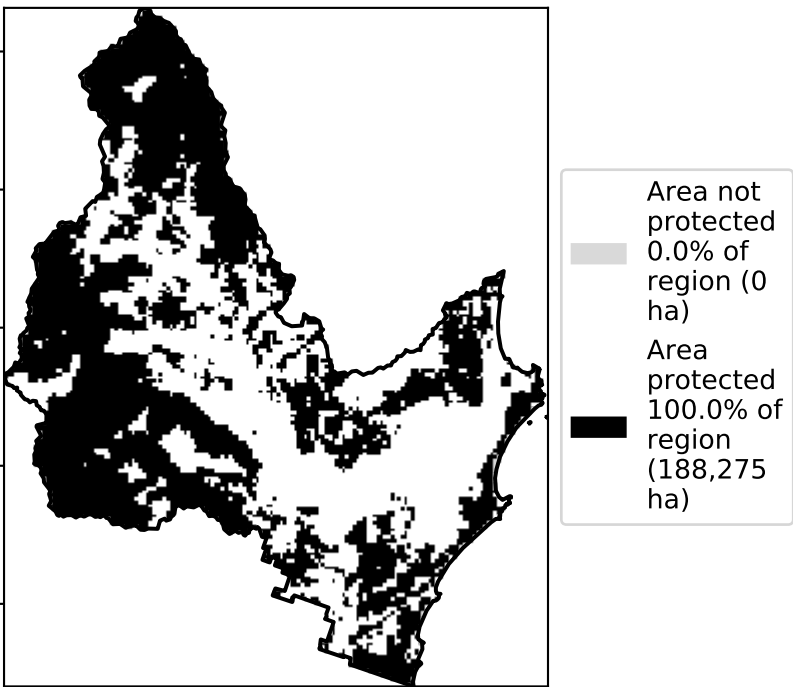 Area not
protected
0.0% of
region (0
ha)
Area
protected
100.0% of
region
(188,275
ha)